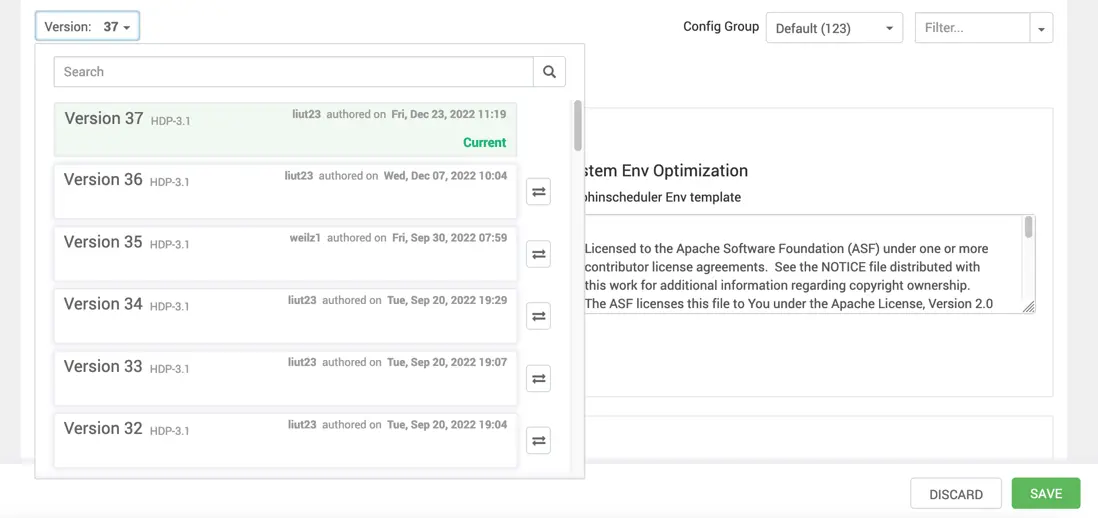 Version: 37
Config Group
Default (123)
Filter...
Search
Version 37 HDP-3.1
liut23 authored on Fri, Dec 23, 2022 11:19
Current
Version 36 HDP-3.1
liut23 authored on Wed, Dec 07, 2022 10:04
Version 35 HDP-3.1
weilz1 authored on Fri, Sep 30, 2022 07:59
Version 34 HDP-3.1
liut23 authored on Tue, Sep 20, 2022 19:29
Version 33 HDP-3.1
liut23 authored on Tue, Sep 20, 2022 19:07
Version 32 HDP-3.1
liut23 authored on Tue, Sep 20, 2022 19:04
stem Env Optimization
phinscheduler Env template
Licensed to the Apache Software Foundation (ASF) under one or more
contributor license agreements. See the NOTICE file distributed with
this work for additional information regarding copyright ownership.
The ASF licenses this file to You under the Apache License, Version 2.0
DISCARD
SAVE